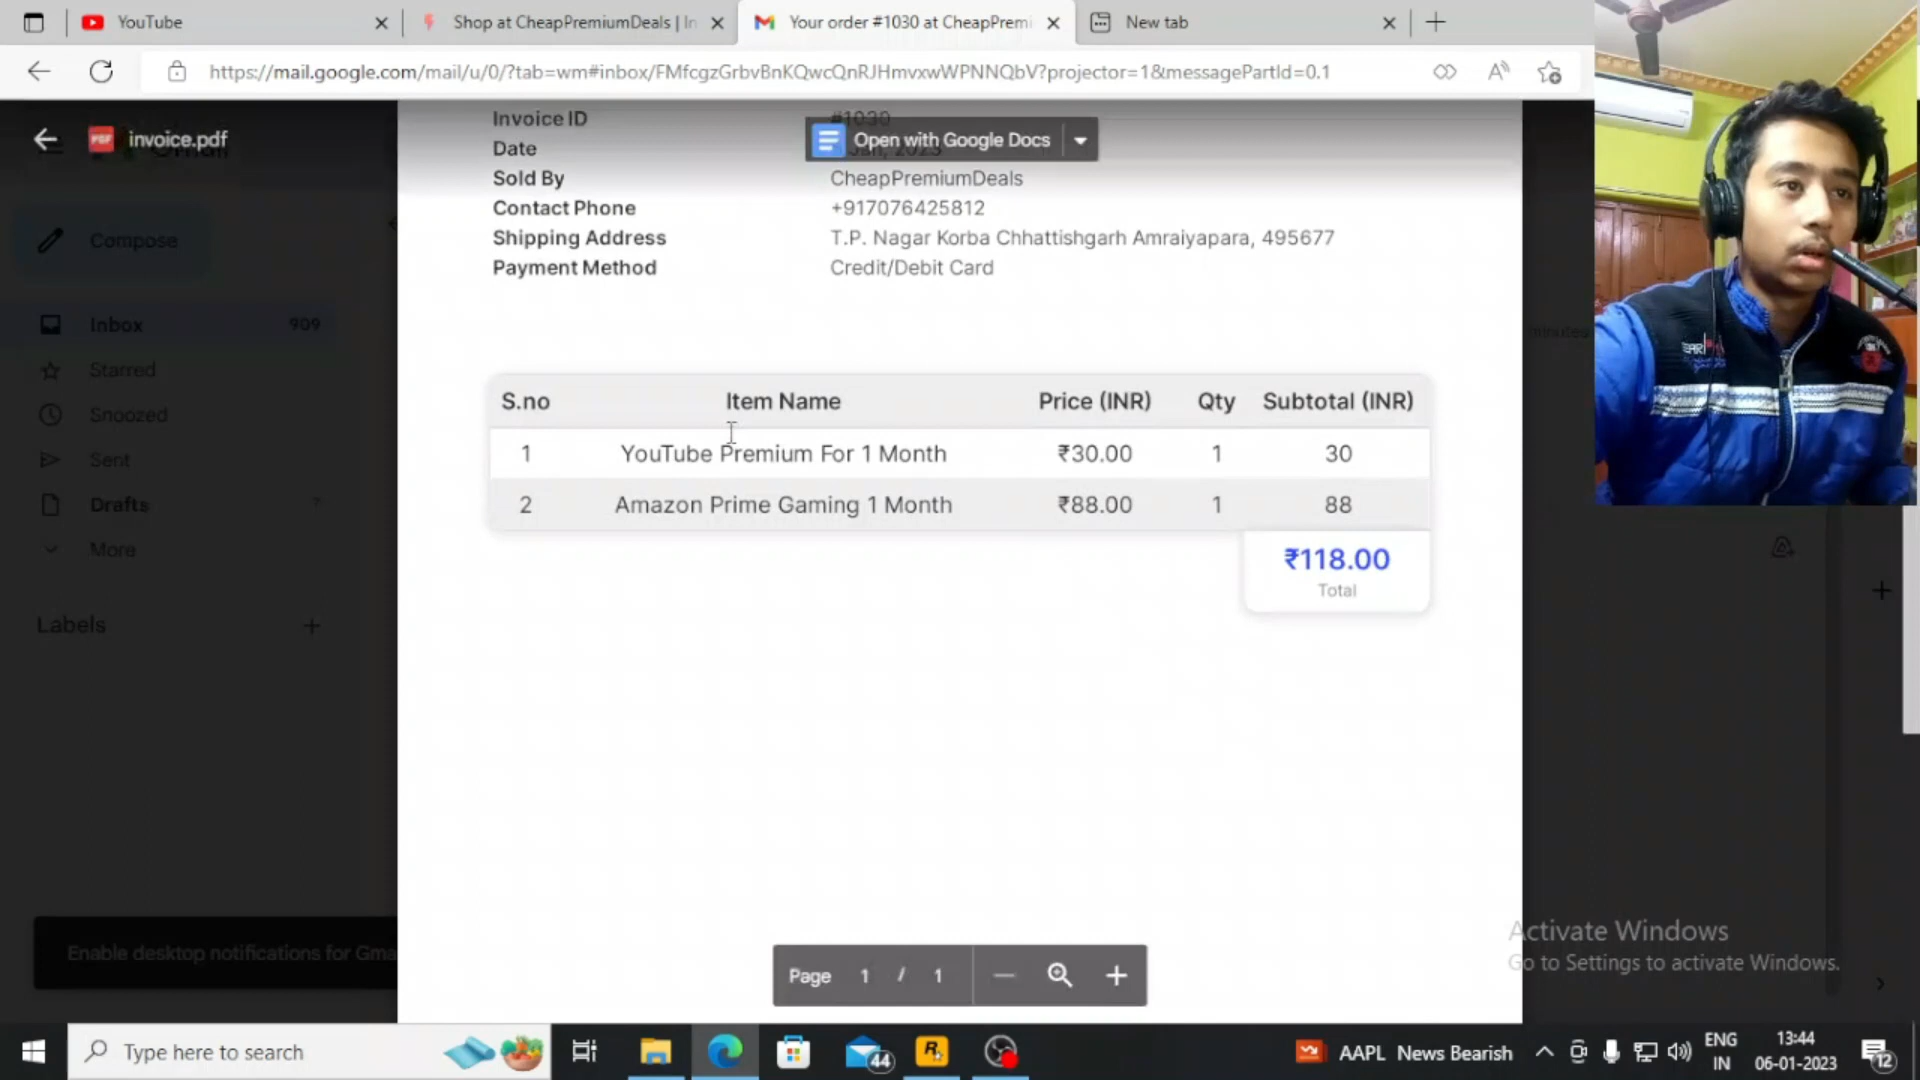 YouTube
Shop at CheapPremiumDeals | In
Your order #1030 at CheapPremi
New tab
https://mail.google.com/mail/u/0/?tab=wm#inbox/FMfcgzGrbvBnKQwcQnRJHmvxwWPNNQbV?projector=1&messagePartId=0.1
invoice.pdf
Open with Google Docs
Invoice ID #1030
Date Jan, 2023
Sold By CheapPremiumDeals
Contact Phone +917076425812
Shipping Address T.P. Nagar Korba Chhattishgarh Amraiyapara, 495677
Payment Method Credit/Debit Card
Compose
Inbox 909
Starred
Snoozed
Sent
Drafts 7
More
Labels
S.no Item Name Price (INR) Qty Subtotal (INR)
1 YouTube Premium For 1 Month ₹30.00 1 30
2 Amazon Prime Gaming 1 Month ₹88.00 1 88
₹118.00
Total
minutes
Enable desktop notifications for Gma
Page 1 / 1
Activate Windows
Go to Settings to activate Windows.
Type here to search
44
AAPL News Bearish
ENG
IN
13:44
06-01-2023
12